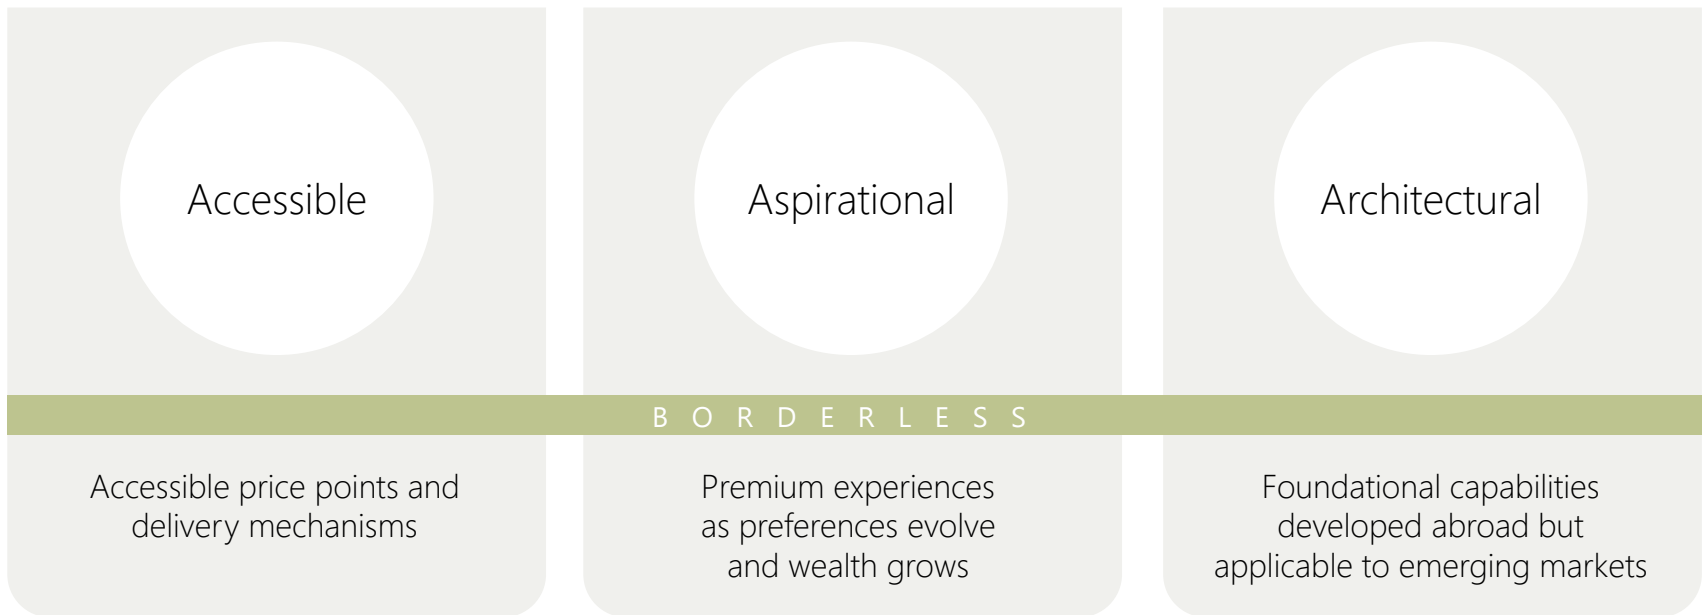 Accessible
Aspirational
Architectural
BORDERLESS
Accessible price points and
delivery mechanisms
Premium experiences
as preferences evolve
and wealth grows
Foundational capabilities
developed abroad but
applicable to emerging markets